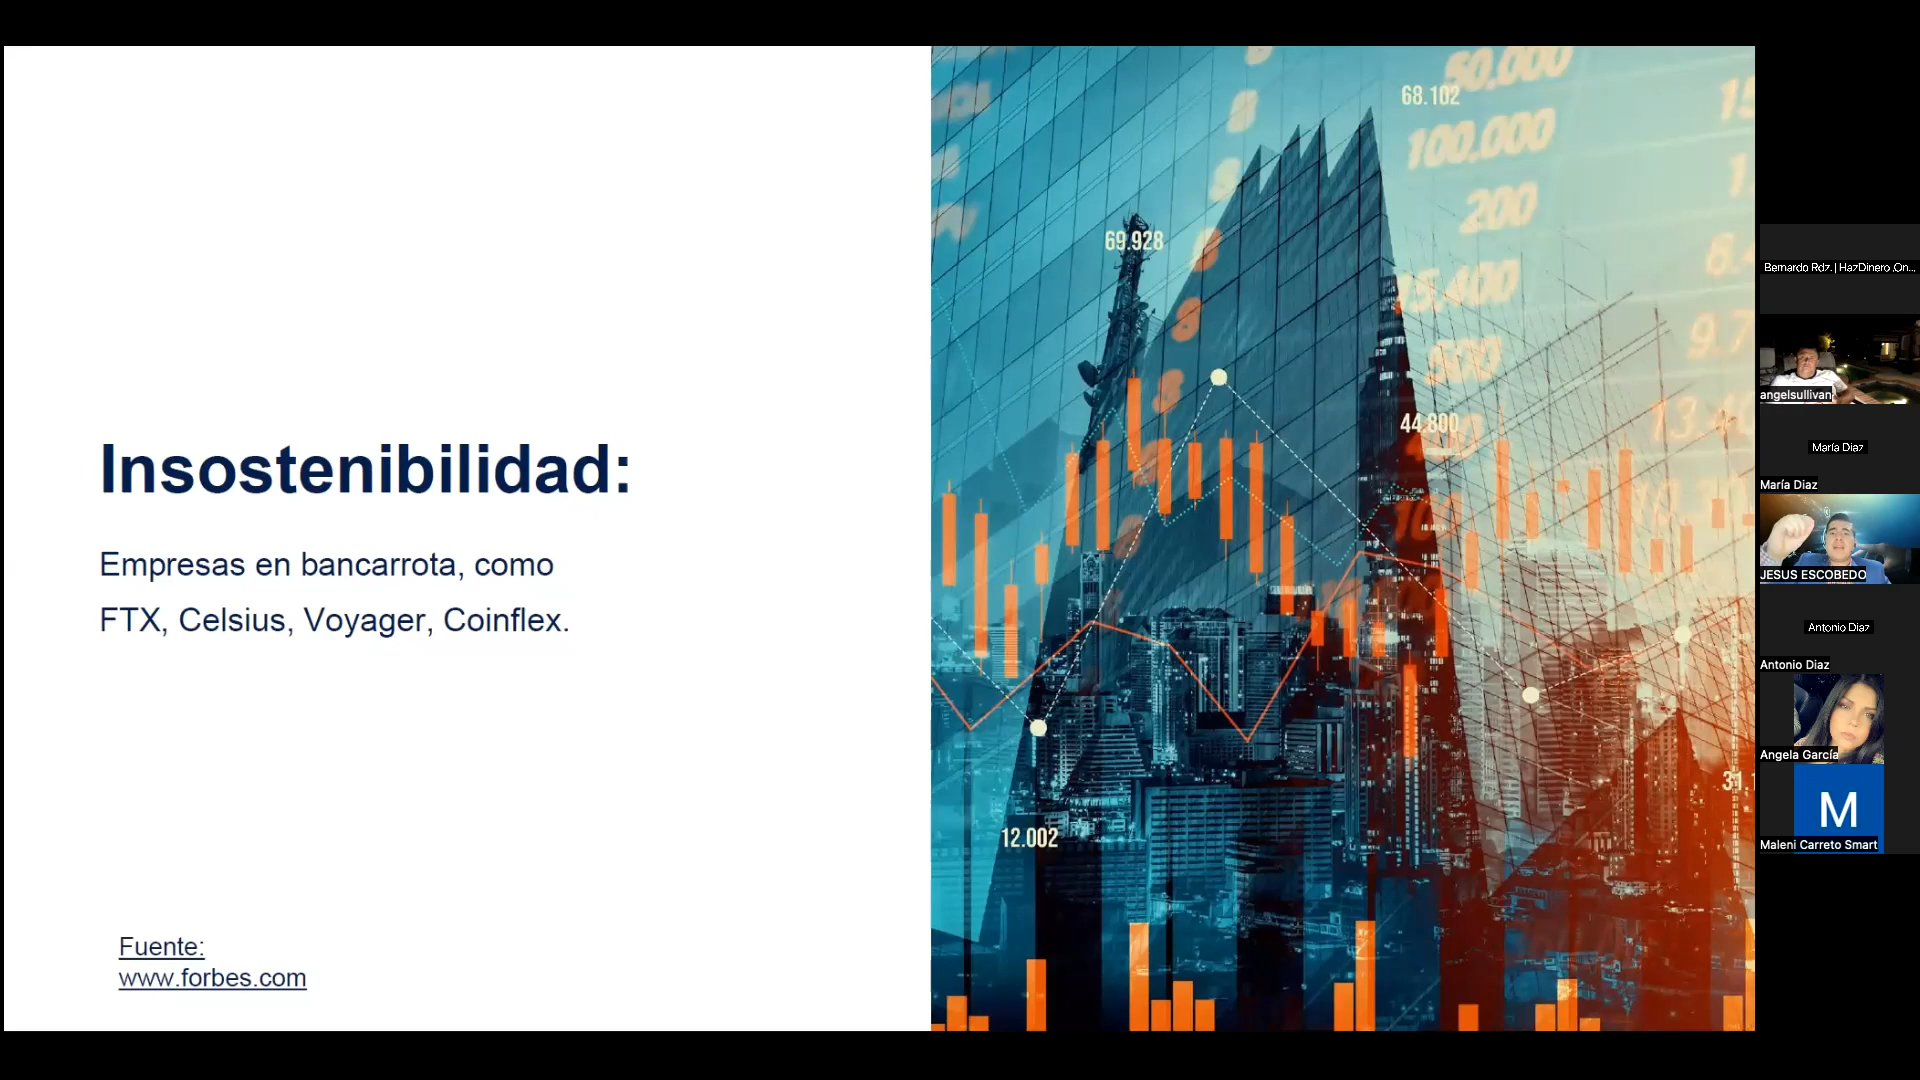 Insostenibilidad:
Empresas en bancarrota, como
FTX, Celsius, Voyager, Coinflex.
Fuente:
www.forbes.com
68.102
50.000
100.000
200
69.928
15.400
900
44.800
12.002
Bernardo Rdz. | HazDinero .On...
angelsullivan
María Diaz
María Diaz
JESUS ESCOBEDO
Antonio Diaz
Antonio Diaz
Angela García
M
Maleni Carreto Smart